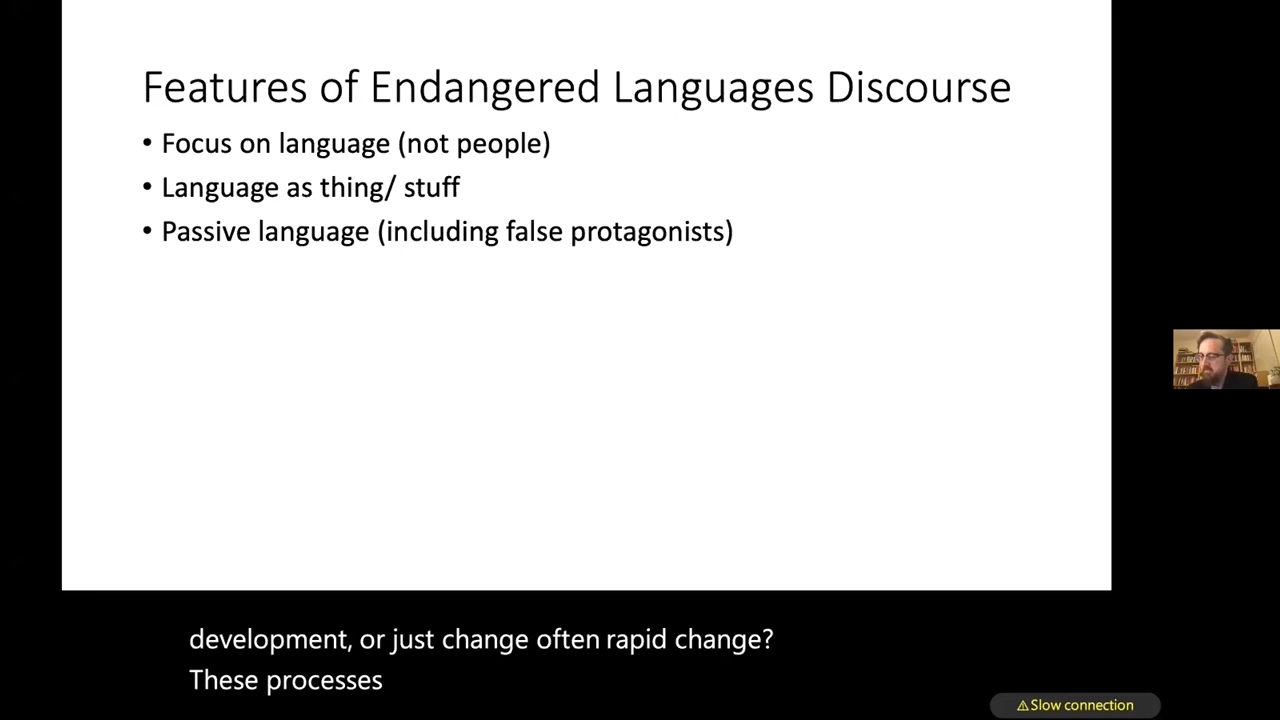 Features of Endangered Languages Discourse
• Focus on language (not people)
• Language as thing/ stuff
• Passive language (including false protagonists)
development, or just change often rapid change?
These processes
⚠Slow connection